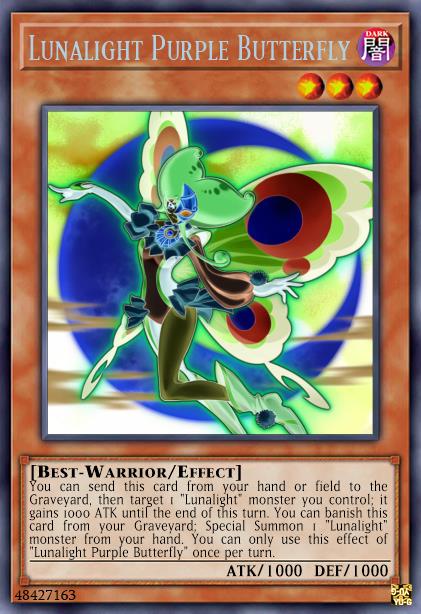 Lunalight Purple Butterfly
DARK
闇
[Best-Warrior/Effect]
You can send this card from your hand or field to the
Graveyard, then target 1 "Lunalight" monster you control; it
gains 1000 ATK until the end of this turn. You can banish
this card from your Graveyard; Special Summon 1 "Lunalight"
monster from your hand. You can only use this effect of
"Lunalight Purple Butterfly" once per turn.
ATK/1000 DEF/1000
48427163